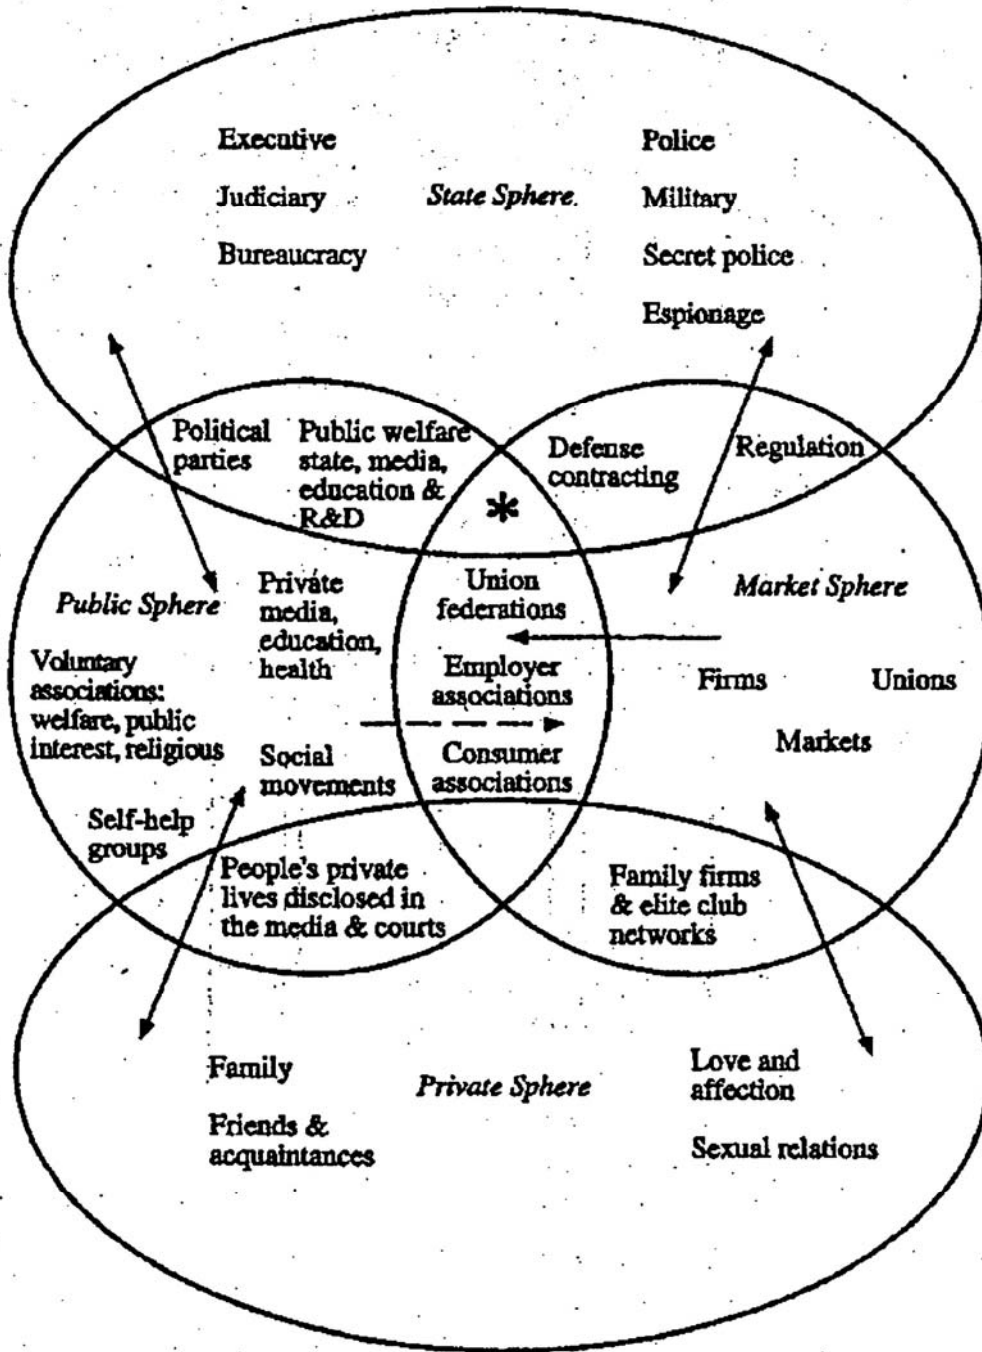 Executive
Judiciary
Bureaucracy
State Sphere
Police
Military
Secret police
Espionage
Political
parties
Public welfare
state, media,
education &
R&D
Defense
contracting
Regulation
*
Public Sphere
Private
media,
education,
health
Union
federations
Market Sphere
Voluntary
associations:
welfare, public
interest, religious
Employer
associations
Firms
Unions
Markets
Social
movements
Consumer
associations
Self-help
groups
People's private
lives disclosed in
the media & courts
Family firms
& elite club
networks
Family
Friends &
acquaintances
Private Sphere
Love and
affection
Sexual relations